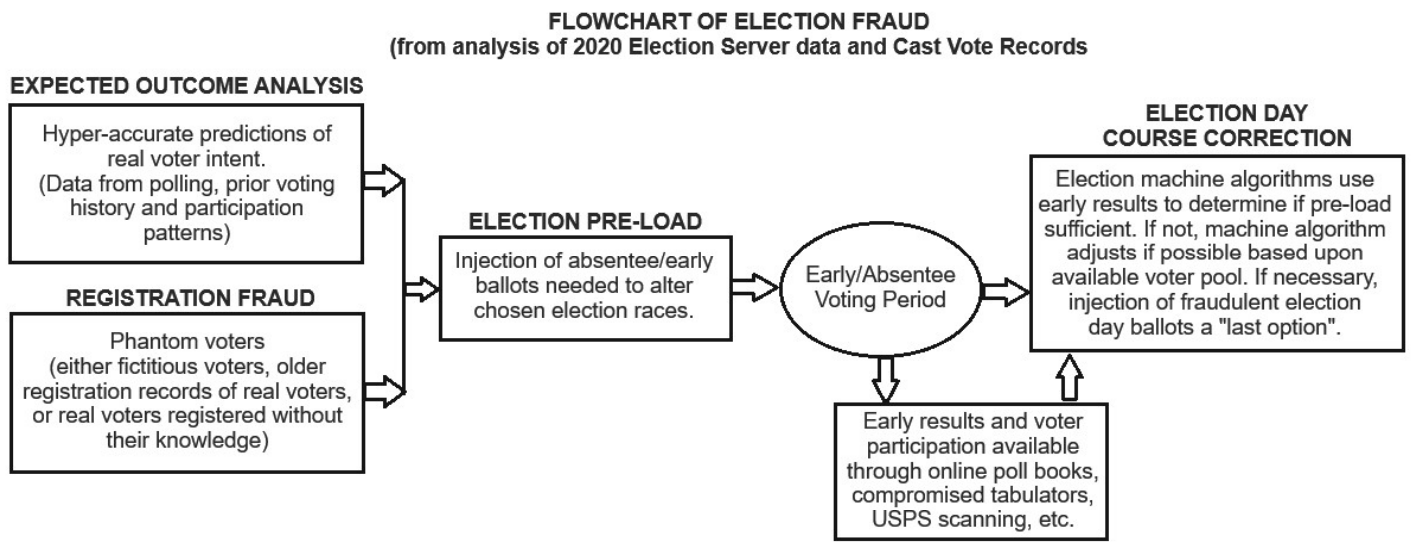 FLOWCHART OF ELECTION FRAUD
(from analysis of 2020 Election Server data and Cast Vote Records
EXPECTED OUTCOME ANALYSIS
Hyper-accurate predictions of
real voter intent.
(Data from polling, prior voting
history and participation
patterns)
REGISTRATION FRAUD
Phantom voters
(either fictitious voters, older
registration records of real voters,
or real voters registered without
their knowledge)
ELECTION PRE-LOAD
Injection of absentee/early
ballots needed to alter
chosen election races.
Early/Absentee
Voting Period
Early results and voter
participation available
through online poll books,
compromised tabulators,
USPS scanning, etc.
ELECTION DAY
COURSE CORRECTION
Election machine algorithms use
early results to determine if pre-load
sufficient. If not, machine algorithm
adjusts if possible based upon
available voter pool. If necessary,
injection of fraudulent election
day ballots a "last option".